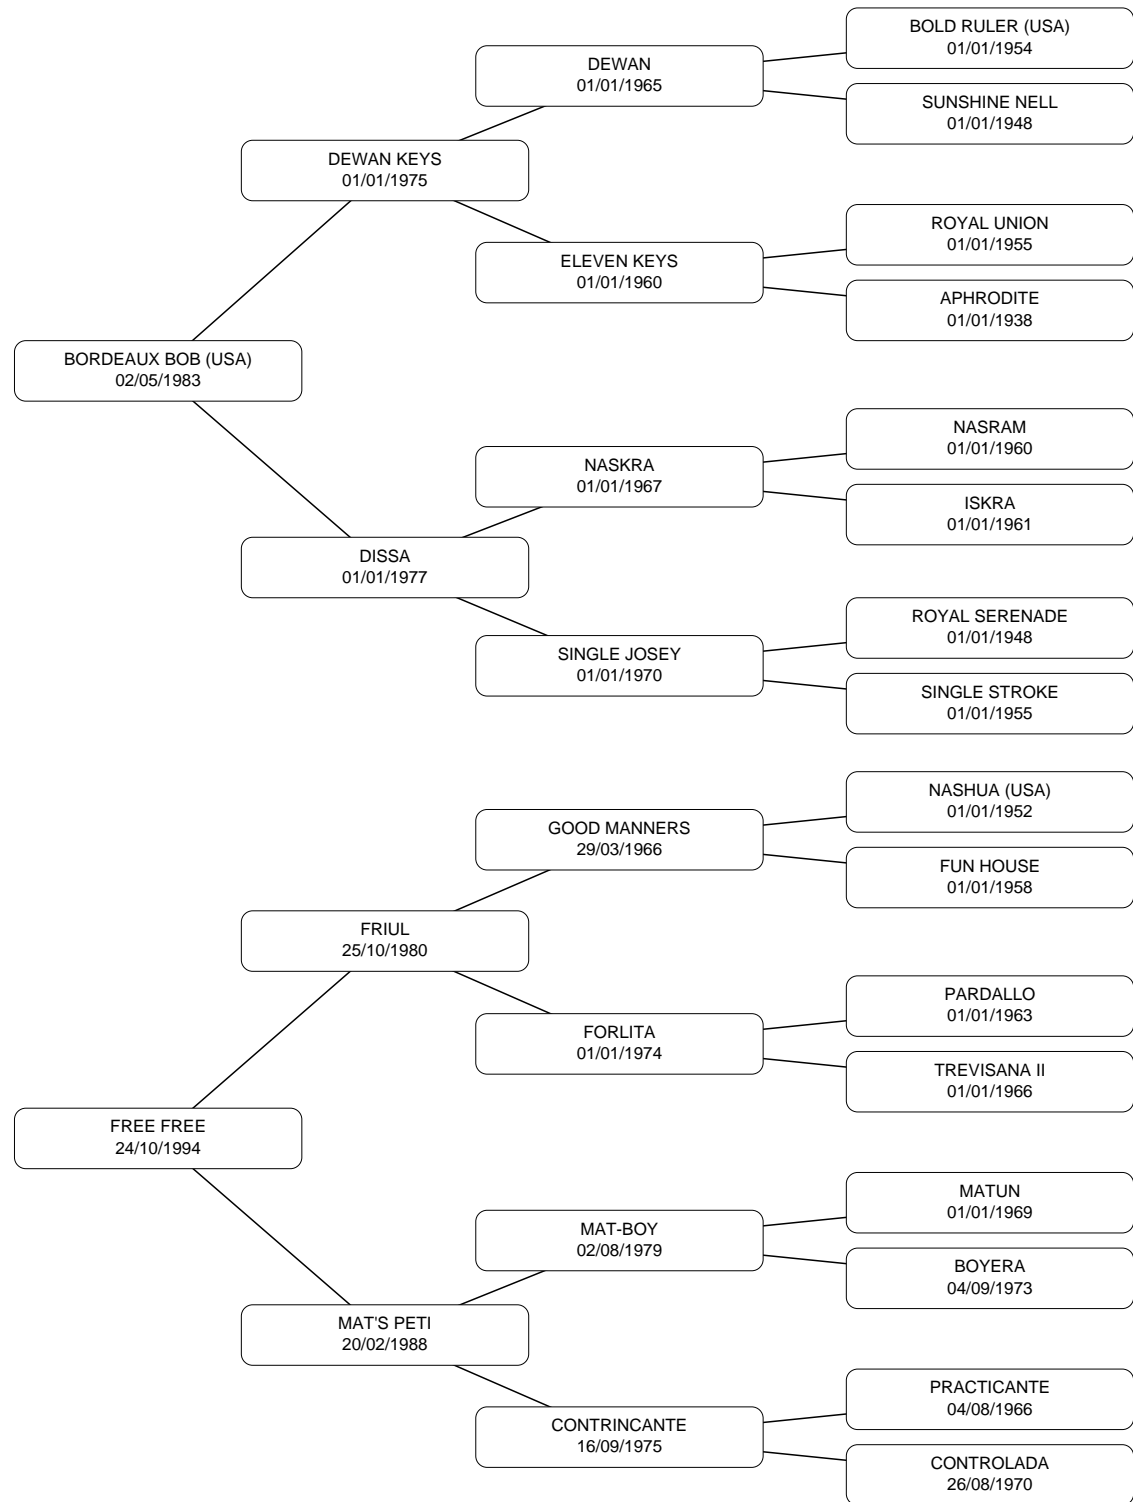 BOLD RULER (USA)
01/01/1954
DEWAN
01/01/1965
SUNSHINE NELL
01/01/1948
DEWAN KEYS
01/01/1975
ROYAL UNION
01/01/1955
ELEVEN KEYS
01/01/1960
APHRODITE
01/01/1938
BORDEAUX BOB (USA)
02/05/1983
NASRAM
01/01/1960
NASKRA
01/01/1967
ISKRA
01/01/1961
DISSA
01/01/1977
ROYAL SERENADE
01/01/1948
SINGLE JOSEY
01/01/1970
SINGLE STROKE
01/01/1955
NASHUA (USA)
01/01/1952
GOOD MANNERS
29/03/1966
FUN HOUSE
01/01/1958
FRIUL
25/10/1980
PARDALLO
01/01/1963
FORLITA
01/01/1974
TREVISANA II
01/01/1966
FREE FREE
24/10/1994
MATUN
01/01/1969
MAT-BOY
02/08/1979
BOYERA
04/09/1973
MAT'S PETI
20/02/1988
PRACTICANTE
04/08/1966
CONTRINCANTE
16/09/1975
CONTROLADA
26/08/1970